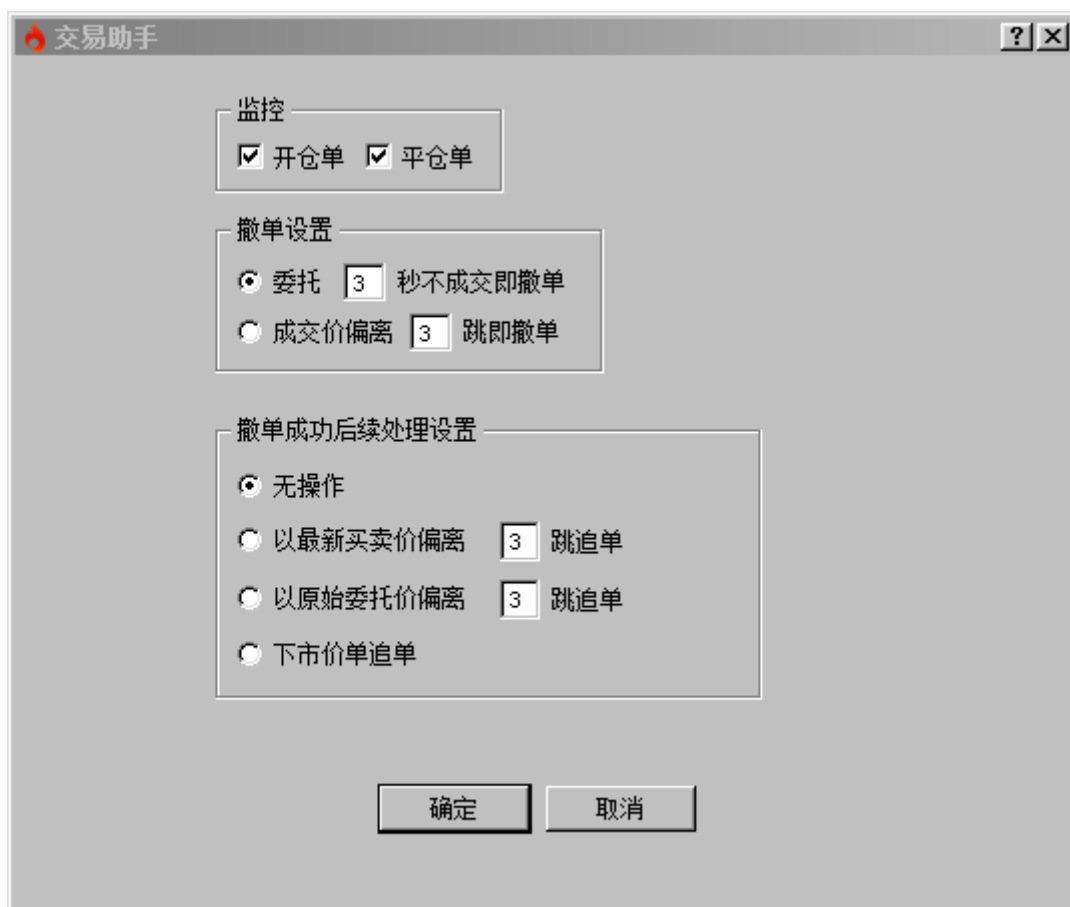 交易助手
监控
开仓单 平仓单
撤单设置
委托 3 秒不成交即撤单
成交价偏离 3 跳即撤单
撤单成功后续处理设置
无操作
以最新买卖价偏离 3 跳追单
以原始委托价偏离 3 跳追单
下市价单追单
确定 取消